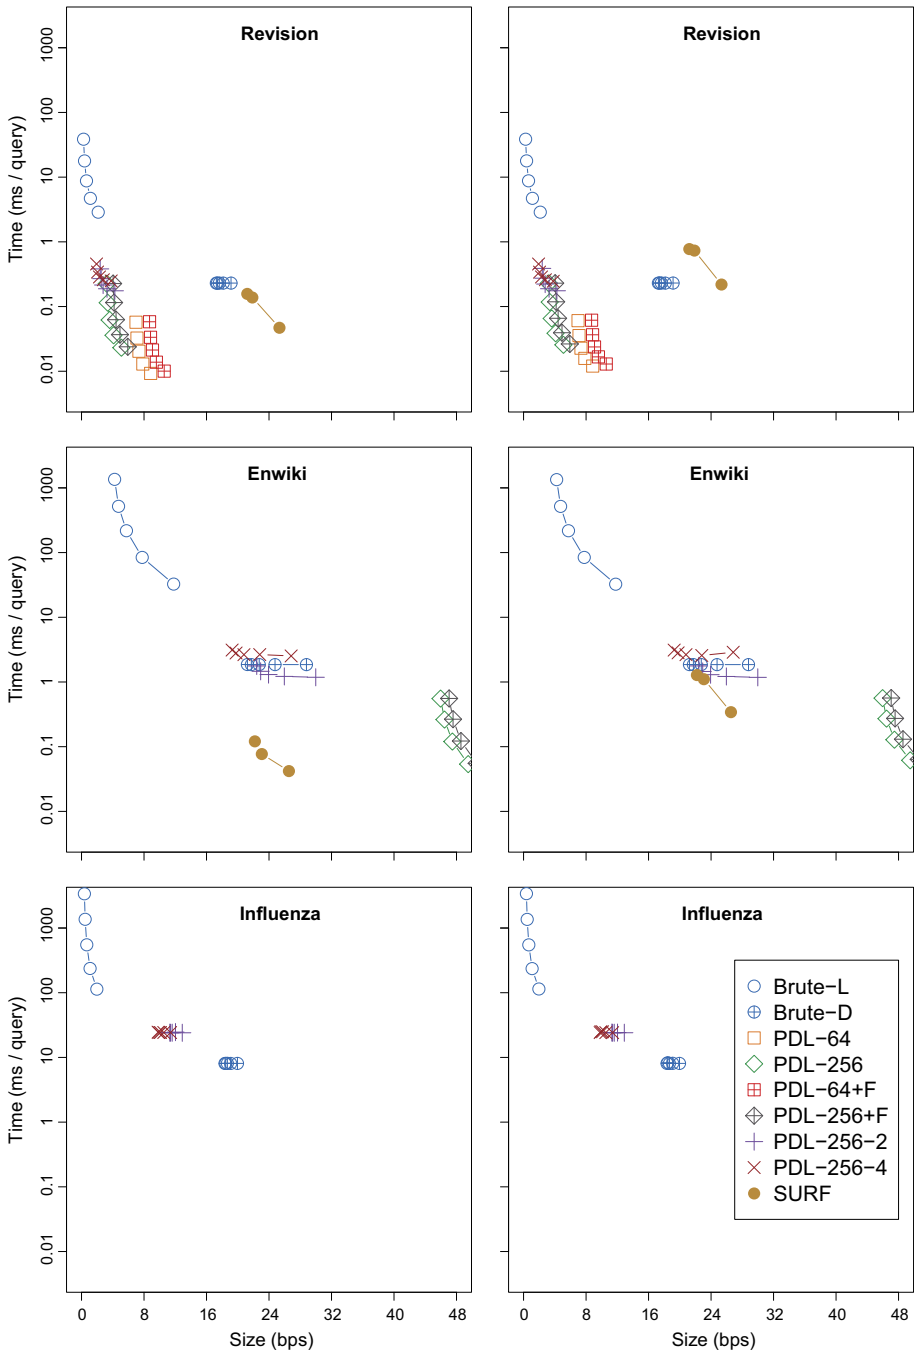 Revision
Revision
Time (ms / query)
1000
100
10
1
0.1
0.01
Enwiki
Enwiki
Time (ms / query)
1000
100
10
1
0.1
0.01
Influenza
Influenza
Time (ms / query)
1000
100
10
1
0.1
0.01
Brute−L
Brute−D
PDL−64
PDL−256
PDL−64+F
PDL−256+F
PDL−256−2
PDL−256−4
SURF
0 8 16 24 32 40 48
0 8 16 24 32 40 48
Size (bps)
Size (bps)